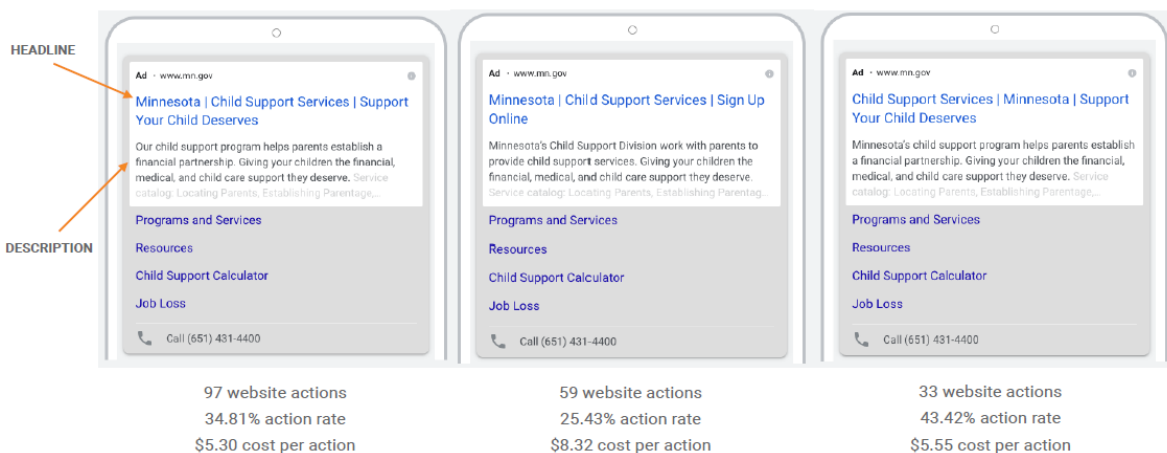 HEADLINE
DESCRIPTION
Ad · www.mn.gov
Minnesota | Child Support Services | Support
Your Child Deserves
Our child support program helps parents establish a
financial partnership. Giving your children the financial,
medical, and child care support they deserve. Service
catalog: Locating Parents, Establishing Parentage,...
Programs and Services
Resources
Child Support Calculator
Job Loss
Call (651) 431-4400
97 website actions
34.81% action rate
$5.30 cost per action
Ad · www.mn.gov
Minnesota | Child Support Services | Sign Up
Online
Minnesota's Child Support Division work with parents to
provide child support services. Giving your children the
financial, medical, and child care support they deserve.
Service catalog: Locating Parents, Establishing Parentag...
Programs and Services
Resources
Child Support Calculator
Job Loss
Call (651) 431-4400
59 website actions
25.43% action rate
$8.32 cost per action
Ad · www.mn.gov
Child Support Services | Minnesota | Support
Your Child Deserves
Minnesota's child support program helps parents establish
a financial partnership. Giving your children the financial,
medical, and child care support they deserve. Service
catalog: Locating Parents, Establishing Parentage,...
Programs and Services
Resources
Child Support Calculator
Job Loss
Call (651) 431-4400
33 website actions
43.42% action rate
$5.55 cost per action